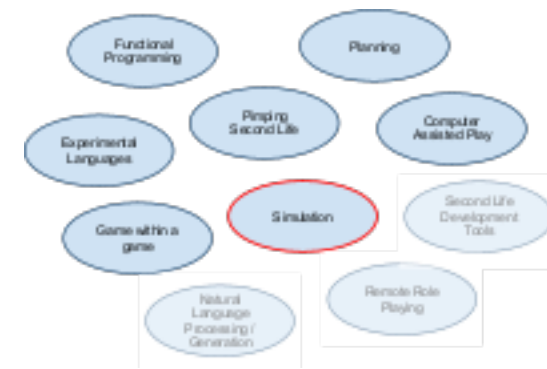 Functional
Programming
Planning
Pimping
Second Life
Computer
Assisted Play
Experimental
Languages
Simulation
Second Life
Development
Tools
Game within a
game
Remote Role
Playing
Natural
Language
Processing /
Generation